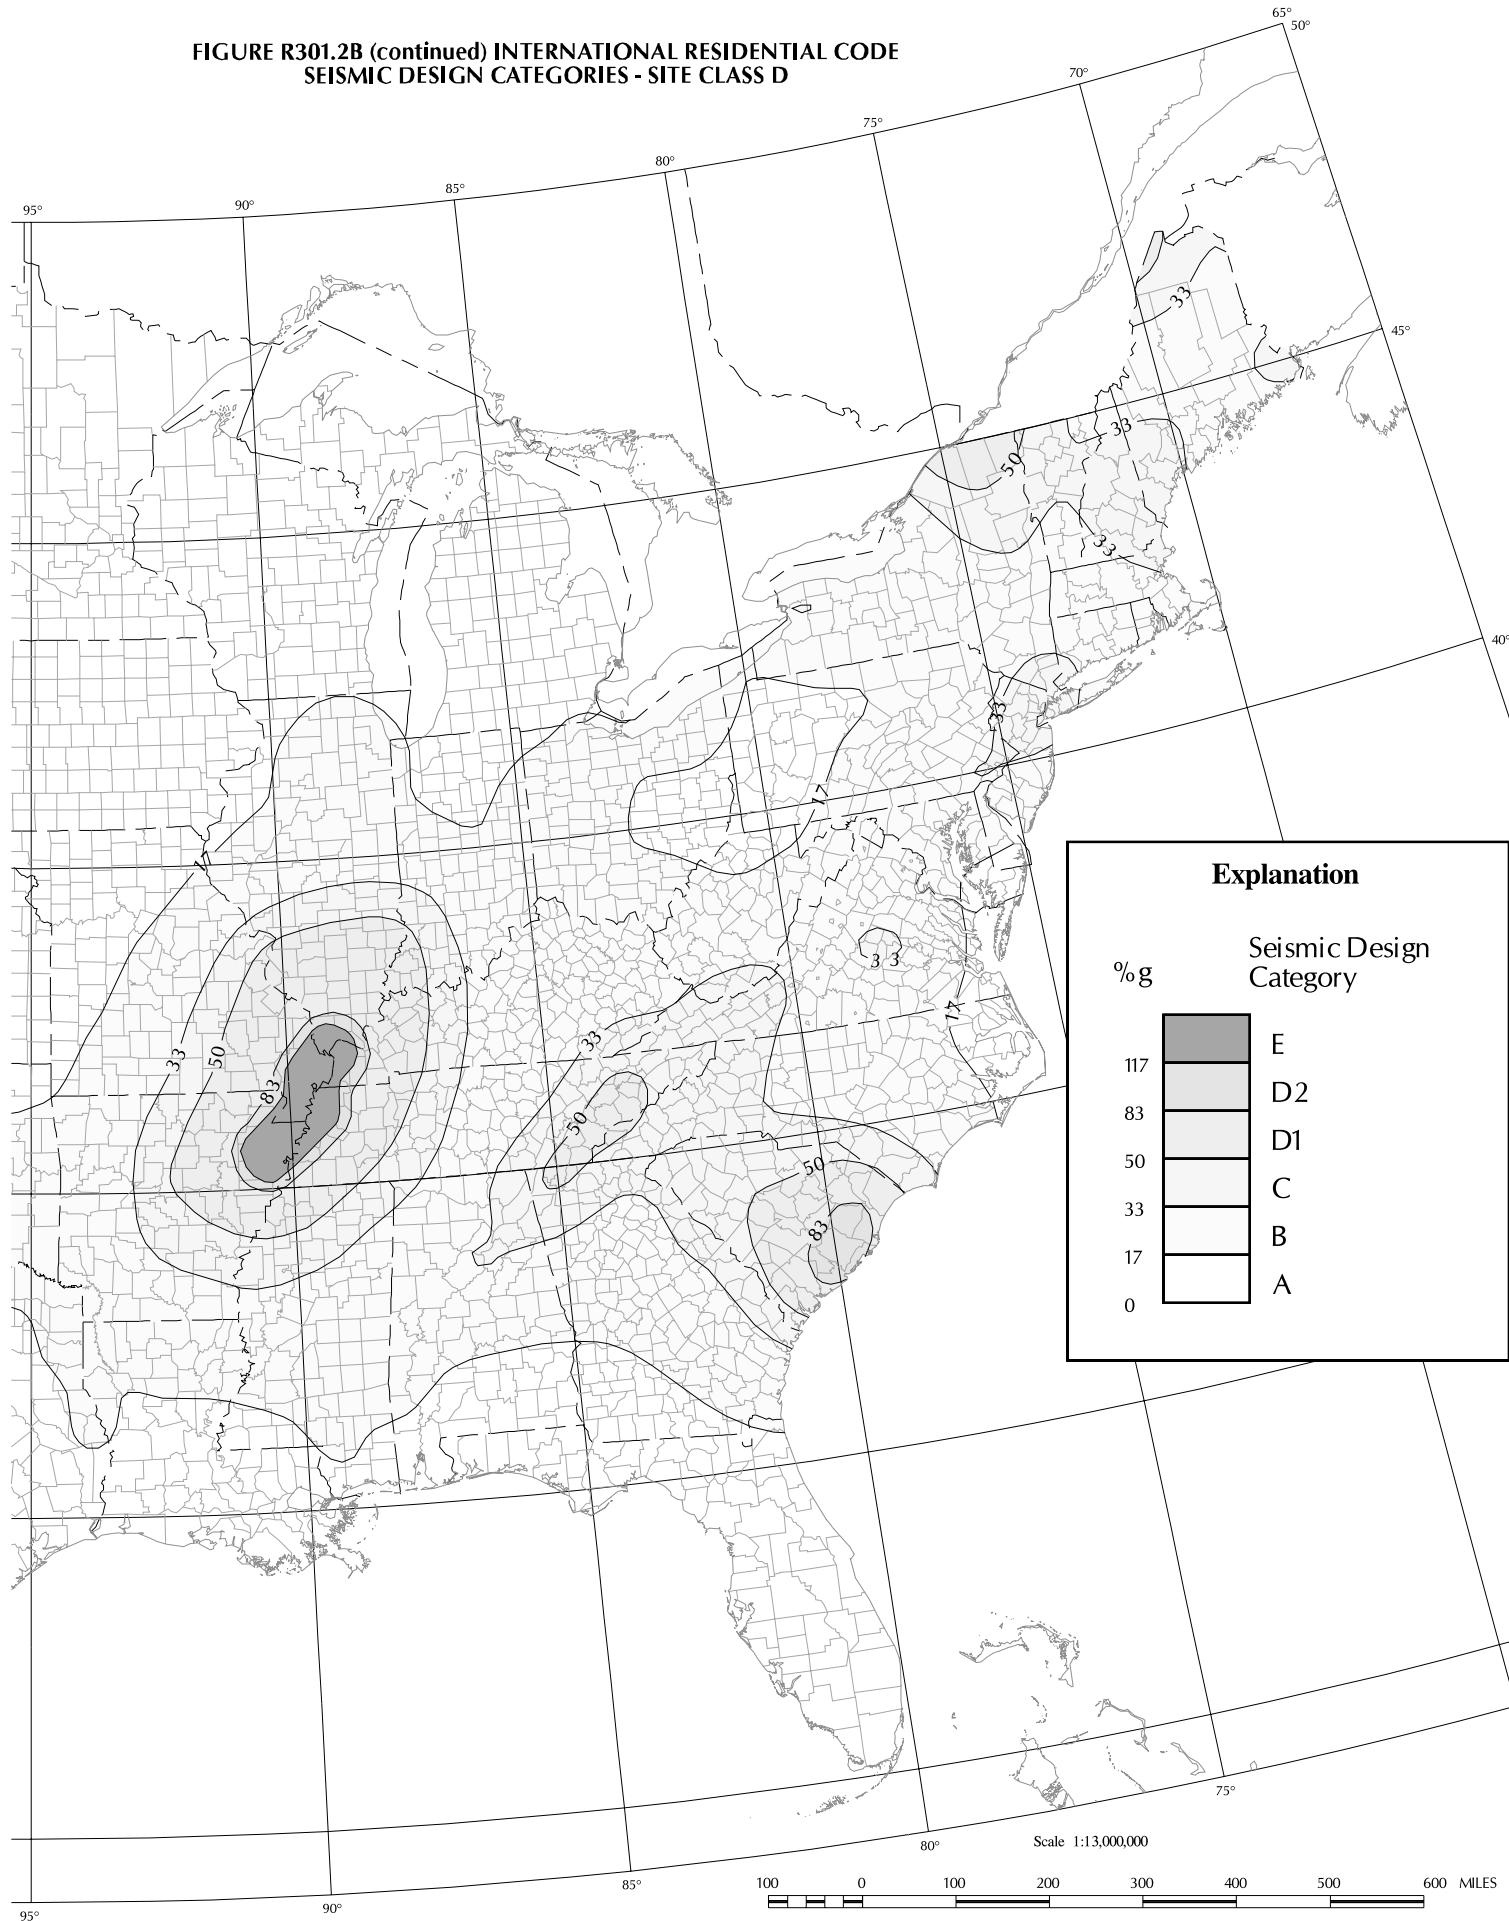 FIGURE R301.2B (continued) INTERNATIONAL RESIDENTIAL CODE
SEISMIC DESIGN CATEGORIES - SITE CLASS D
65°
50°
70°
75°
80°
85°
90°
95°
33
45°
33
50
33
40°
33
17
17
33
17
33
50
83
33
50
50
83
Explanation
%g
Seismic Design
Category
E
117
D2
83
D1
50
C
33
B
17
A
0
75°
80°
85°
90°
95°
Scale 1:13,000,000
100 0 100 200 300 400 500 600 MILES